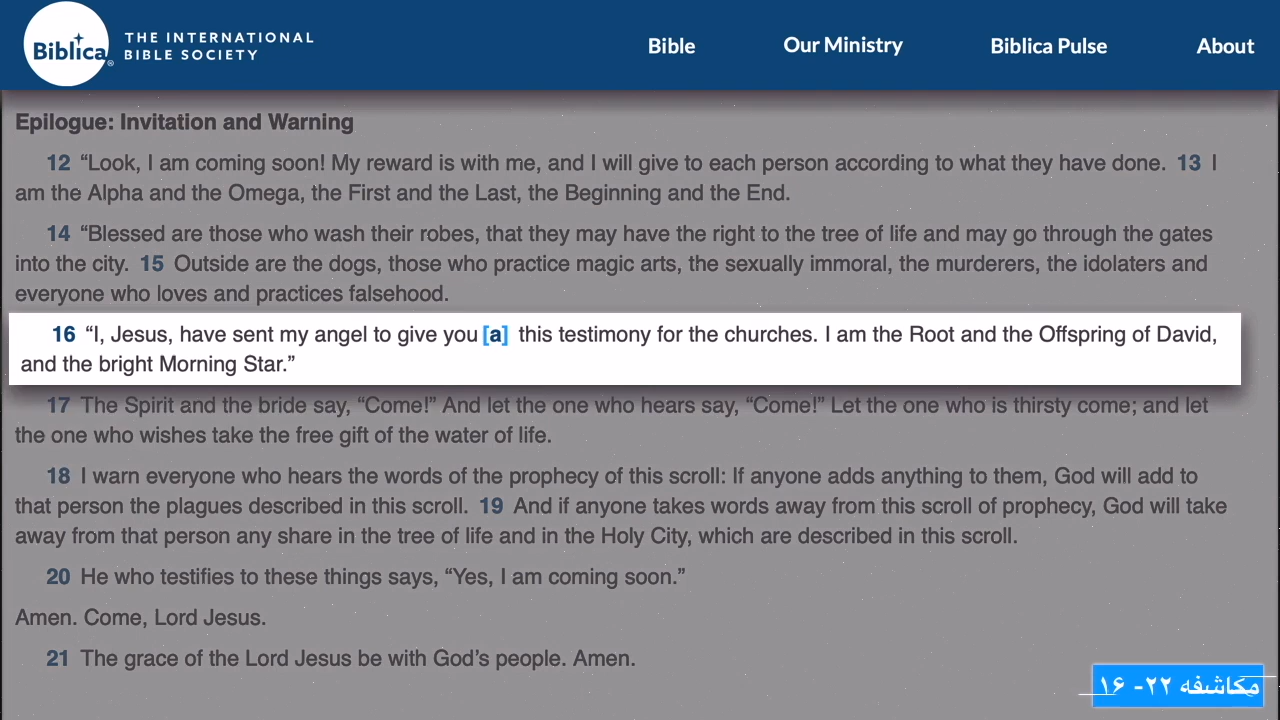 Biblica®
THE INTERNATIONAL
BIBLE SOCIETY
Bible
Our Ministry
Biblica Pulse
About
Epilogue: Invitation and Warning
12 “Look, I am coming soon! My reward is with me, and I will give to each person according to what they have done. 13 I
am the Alpha and the Omega, the First and the Last, the Beginning and the End.
14 “Blessed are those who wash their robes, that they may have the right to the tree of life and may go through the gates
into the city. 15 Outside are the dogs, those who practice magic arts, the sexually immoral, the murderers, the idolaters and
everyone who loves and practices falsehood.
16 “I, Jesus, have sent my angel to give you [a] this testimony for the churches. I am the Root and the Offspring of David,
and the bright Morning Star.”
17 The Spirit and the bride say, “Come!” And let the one who hears say, “Come!” Let the one who is thirsty come; and let
the one who wishes take the free gift of the water of life.
18 I warn everyone who hears the words of the prophecy of this scroll: If anyone adds anything to them, God will add to
that person the plagues described in this scroll. 19 And if anyone takes words away from this scroll of prophecy, God will take
away from that person any share in the tree of life and in the Holy City, which are described in this scroll.
20 He who testifies to these things says, “Yes, I am coming soon.”
Amen. Come, Lord Jesus.
21 The grace of the Lord Jesus be with God’s people. Amen.
مکاشفه ۲۲- ۱۶